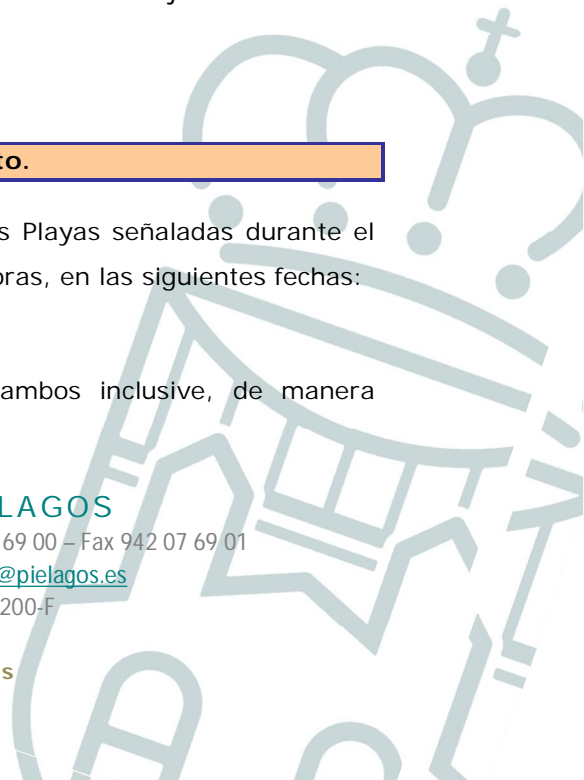 to.
s Playas señaladas durante el
oras, en las siguientes fechas:
ambos inclusive, de manera
LAGOS
69 00 – Fax 942 07 69 01
@pielagos.es
200-F
s